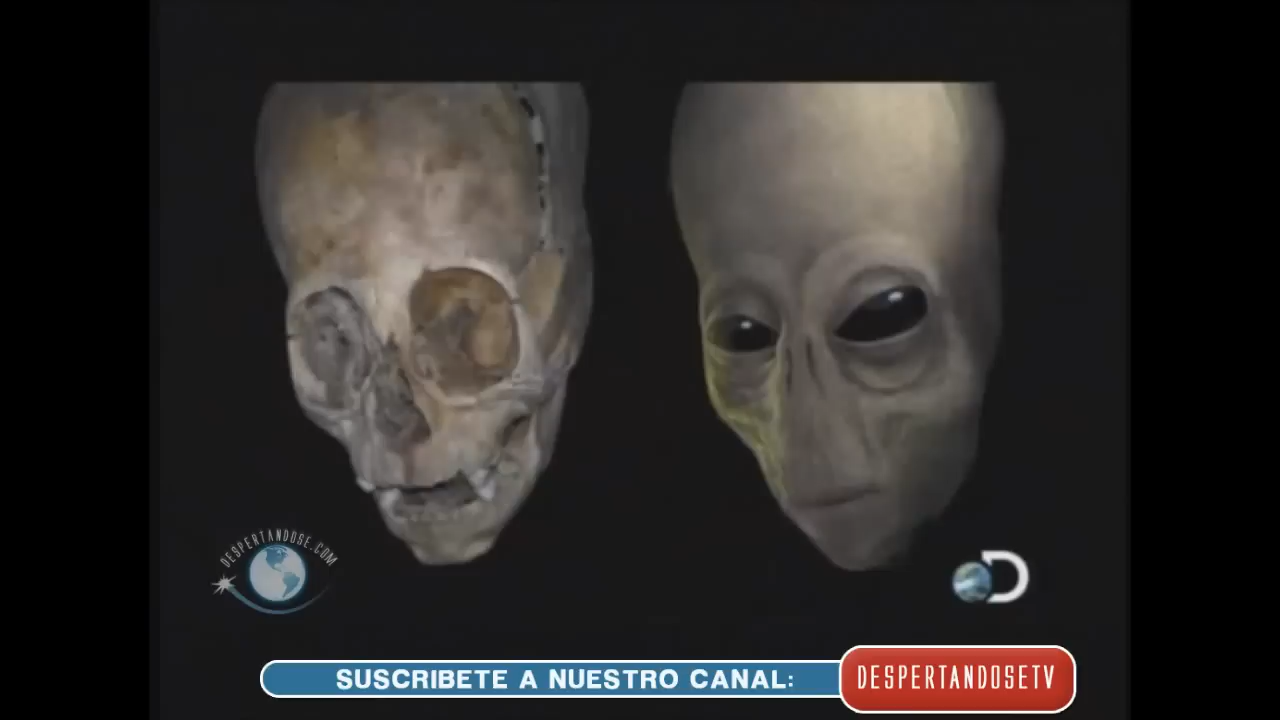 DESPERTANDOSE.COM
SUSCRIBETE A NUESTRO CANAL:
DESPERTANDOSETV